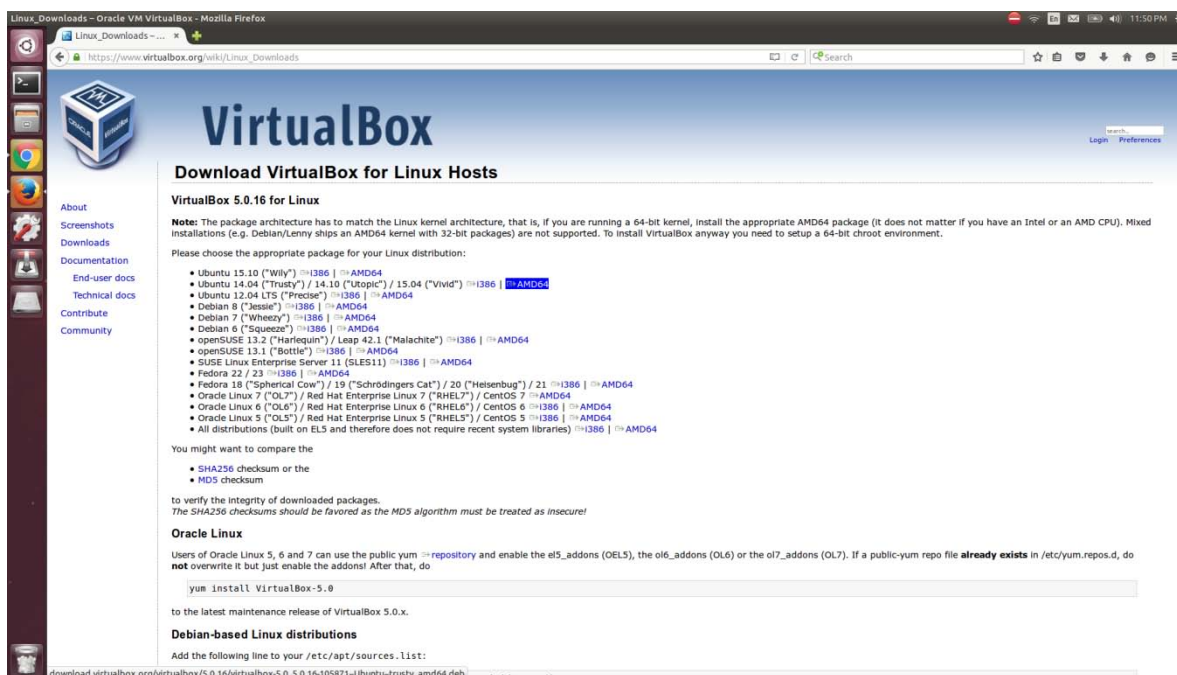 Linux_Downloads – Oracle VM VirtualBox - Mozilla Firefox
En
11:50 PM
Linux_Downloads –...
https://www.virtualbox.org/wiki/Linux_Downloads
Search
ORACLE
VirtualBox
VirtualBox
search...
Login Preferences
Download VirtualBox for Linux Hosts
About
Screenshots
Downloads
Documentation
End-user docs
Technical docs
Contribute
Community
VirtualBox 5.0.16 for Linux
Note: The package architecture has to match the Linux kernel architecture, that is, if you are running a 64-bit kernel, install the appropriate AMD64 package (it does not matter if you have an Intel or an AMD CPU). Mixed
installations (e.g. Debian/Lenny ships an AMD64 kernel with 32-bit packages) are not supported. To install VirtualBox anyway you need to setup a 64-bit chroot environment.
Please choose the appropriate package for your Linux distribution:
• Ubuntu 15.10 ("Wily") i386 | AMD64
• Ubuntu 14.04 ("Trusty") / 14.10 ("Utopic") / 15.04 ("Vivid") i386 | AMD64
• Ubuntu 12.04 LTS ("Precise") i386 | AMD64
• Debian 8 ("Jessie") i386 | AMD64
• Debian 7 ("Wheezy") i386 | AMD64
• Debian 6 ("Squeeze") i386 | AMD64
• openSUSE 13.2 ("Harlequin") / Leap 42.1 ("Malachite") i386 | AMD64
• openSUSE 13.1 ("Bottle") i386 | AMD64
• SUSE Linux Enterprise Server 11 (SLES11) i386 | AMD64
• Fedora 22 / 23 i386 | AMD64
• Fedora 18 ("Spherical Cow") / 19 ("Schrödingers Cat") / 20 ("Heisenbug") / 21 i386 | AMD64
• Oracle Linux 7 ("OL7") / Red Hat Enterprise Linux 7 ("RHEL7") / CentOS 7 AMD64
• Oracle Linux 6 ("OL6") / Red Hat Enterprise Linux 6 ("RHEL6") / CentOS 6 i386 | AMD64
• Oracle Linux 5 ("OL5") / Red Hat Enterprise Linux 5 ("RHEL5") / CentOS 5 i386 | AMD64
• All distributions (built on EL5 and therefore does not require recent system libraries) i386 | AMD64
You might want to compare the
• SHA256 checksum or the
• MD5 checksum
to verify the integrity of downloaded packages.
The SHA256 checksums should be favored as the MD5 algorithm must be treated as insecure!
Oracle Linux
Users of Oracle Linux 5, 6 and 7 can use the public yum repository and enable the el5_addons (OEL5), the ol6_addons (OL6) or the ol7_addons (OL7). If a public-yum repo file already exists in /etc/yum.repos.d, do
not overwrite it but just enable the addons! After that, do
yum install VirtualBox-5.0
to the latest maintenance release of VirtualBox 5.0.x.
Debian-based Linux distributions
Add the following line to your /etc/apt/sources.list:
download.virtualbox.org/virtualbox/5.0.16/virtualbox-5.0_5.0.16-105871~Ubuntu~trusty_amd64.deb